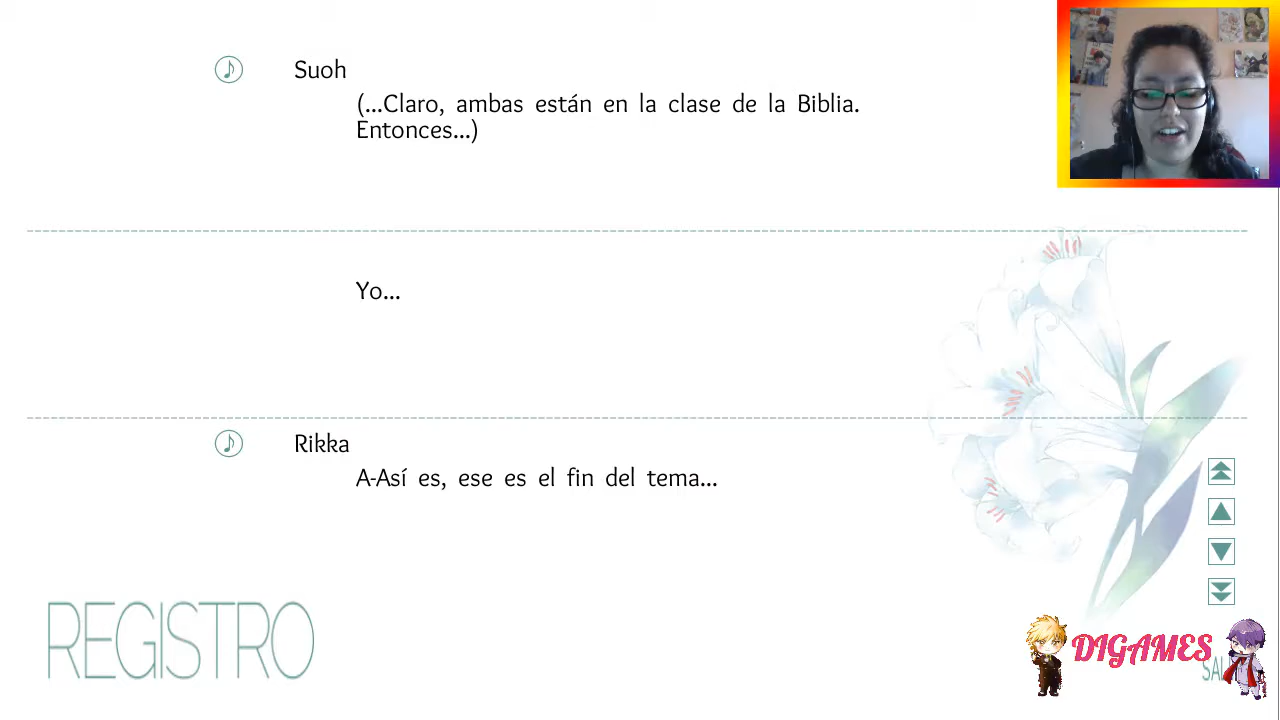 Suoh
(...Claro, ambas están en la clase de la Biblia.
Entonces...)
Yo...
Rikka
A-Así es, ese es el fin del tema...
REGISTRO
DIGAMES